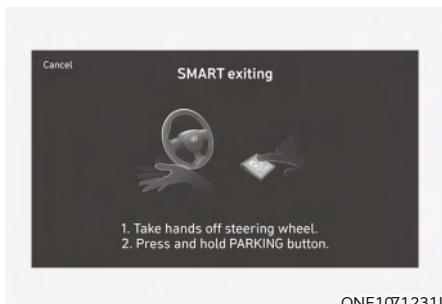 Cancel
SMART exiting
1. Take hands off steering wheel.
2. Press and hold PARKING button.